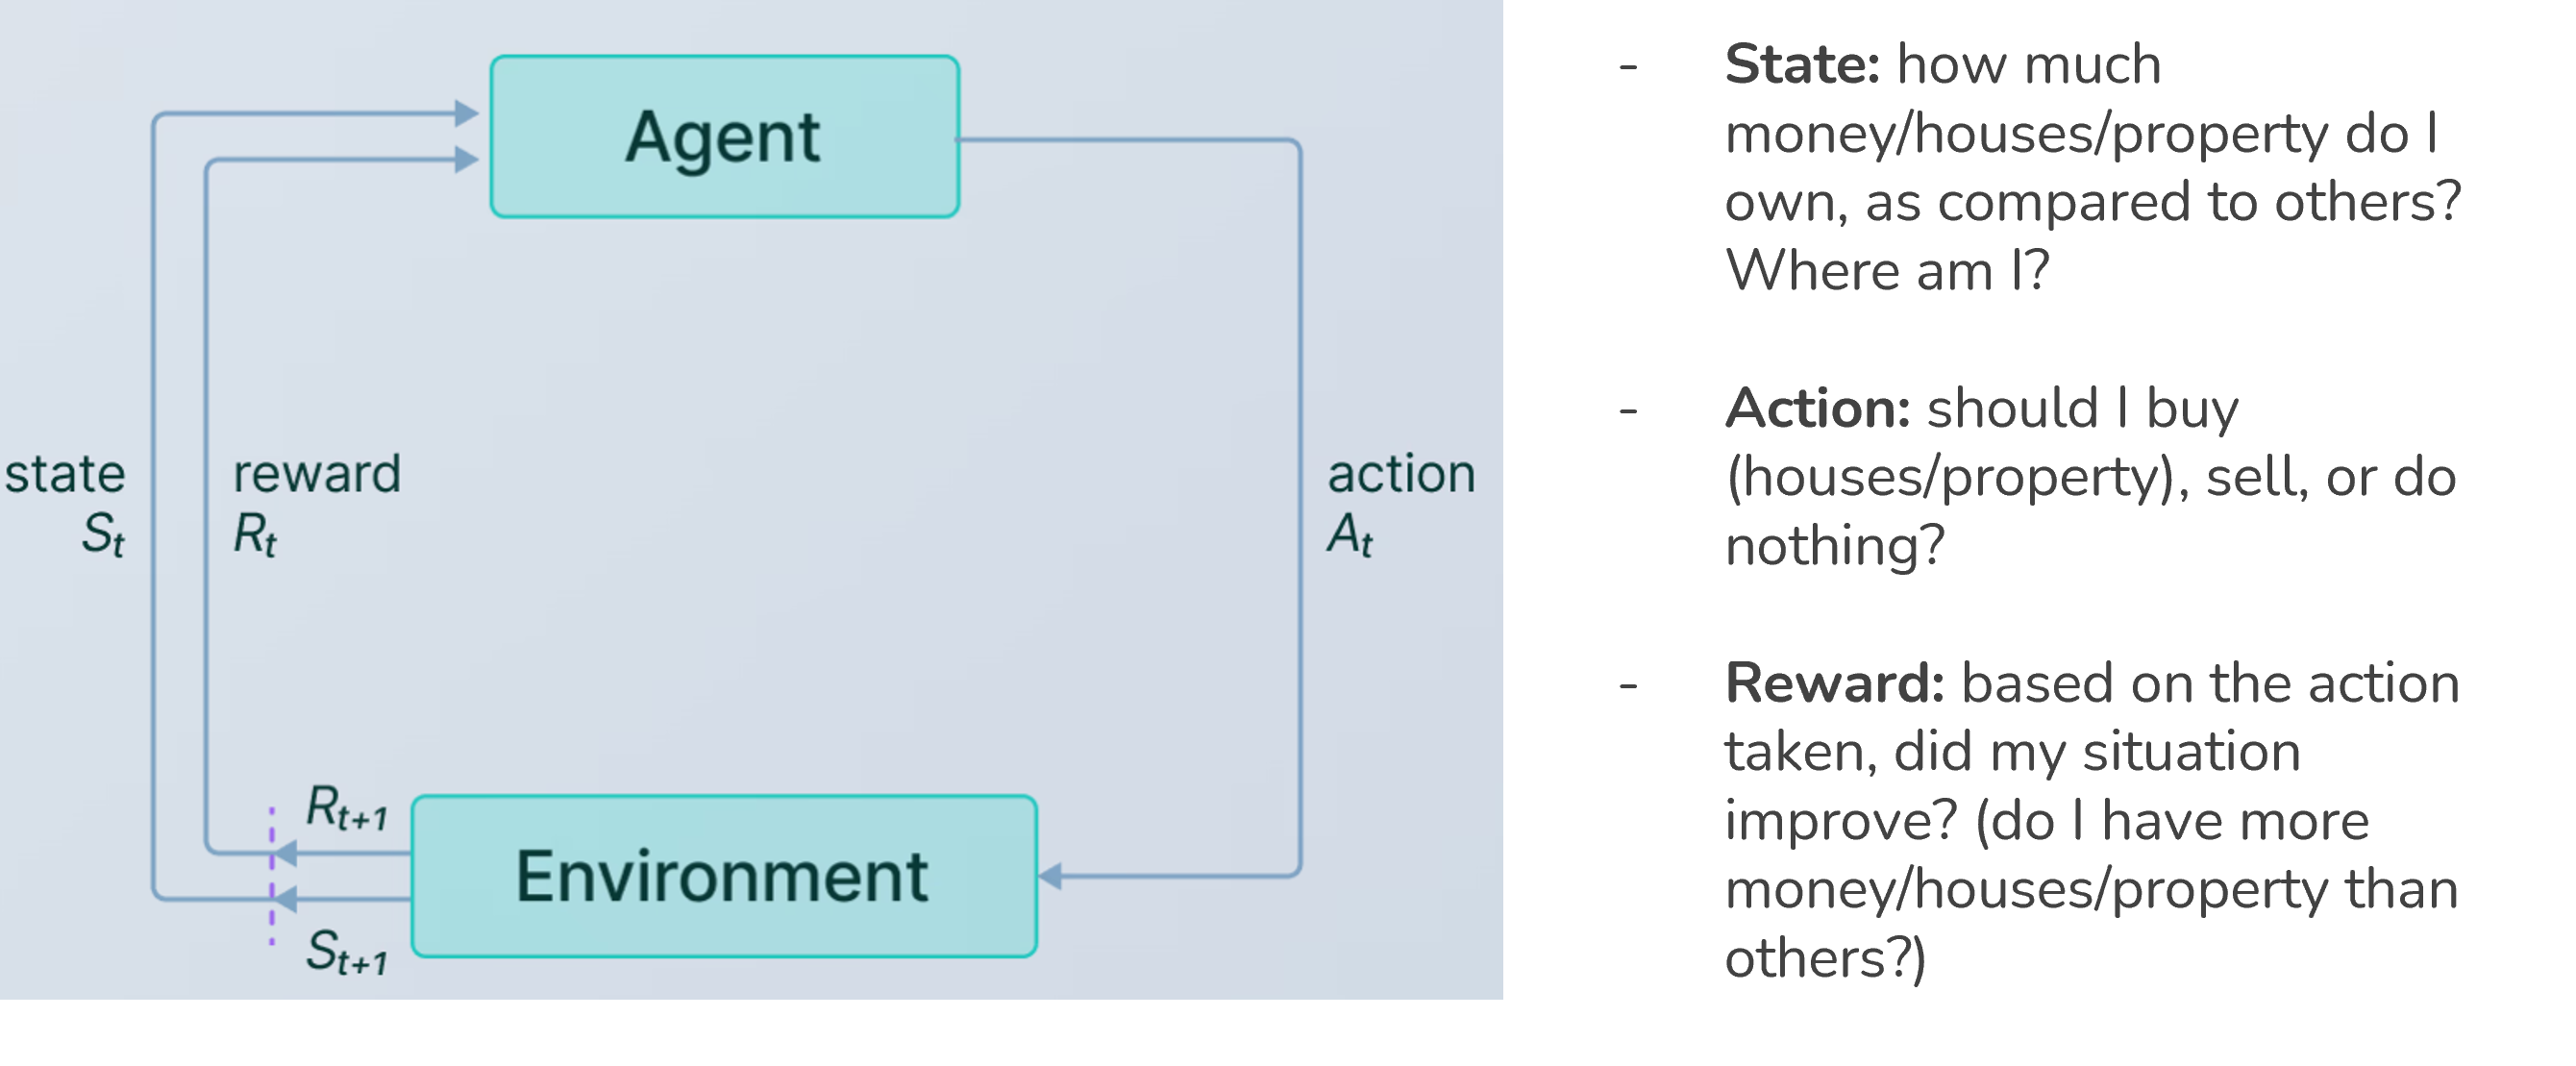 Agent
state
S_t
reward
R_t
action
A_t
R_{t+1}
Environment
S_{t+1}
- State: how much
money/houses/property do I
own, as compared to others?
Where am I?
- Action: should I buy
(houses/property), sell, or do
nothing?
- Reward: based on the action
taken, did my situation
improve? (do I have more
money/houses/property than
others?)